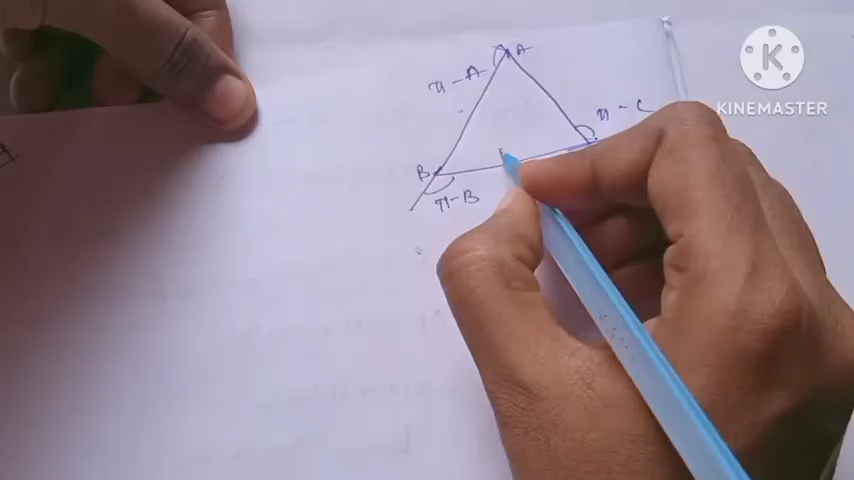 A
π - A
π - C
B
π - B
K
KINEMASTER